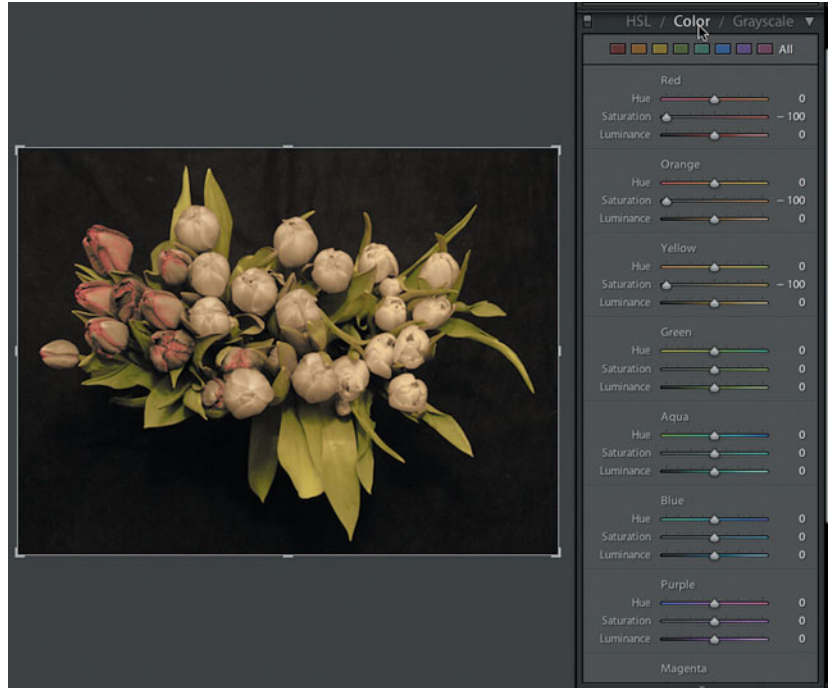 HSL / Color / Grayscale ▼
All
Red
Hue 0
Saturation – 100
Luminance 0
Orange
Hue 0
Saturation – 100
Luminance 0
Yellow
Hue 0
Saturation – 100
Luminance 0
Green
Hue 0
Saturation 0
Luminance 0
Aqua
Hue 0
Saturation 0
Luminance 0
Blue
Hue 0
Saturation 0
Luminance 0
Purple
Hue 0
Saturation 0
Luminance 0
Magenta